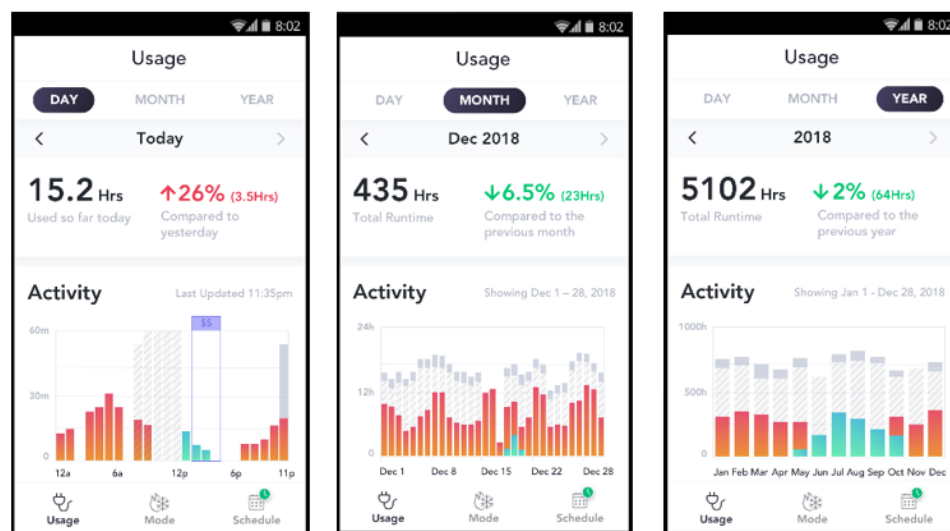 8:02
Usage
DAY MONTH YEAR
Today
15.2 Hrs
Used so far today
26% (3.5Hrs)
Compared to
yesterday
Activity
Last Updated 11:35pm
$$
60m
30m
0
12a 6a 12p 6p 11p
Usage Mode Schedule
8:02
Usage
DAY MONTH YEAR
Dec 2018
435 Hrs
Total Runtime
6.5% (23Hrs)
Compared to the
previous month
Activity
Showing Dec 1 – 28, 2018
24h
12h
0
Dec 1 Dec 8 Dec 15 Dec 22 Dec 28
Usage Mode Schedule
8:02
Usage
DAY MONTH YEAR
2018
5102 Hrs
Total Runtime
2% (64Hrs)
Compared to the
previous year
Activity
Showing Jan 1 - Dec 28, 2018
1000h
500h
0
Jan Feb Mar Apr May Jun Jul Aug Sep Oct Nov Dec
Usage Mode Schedule